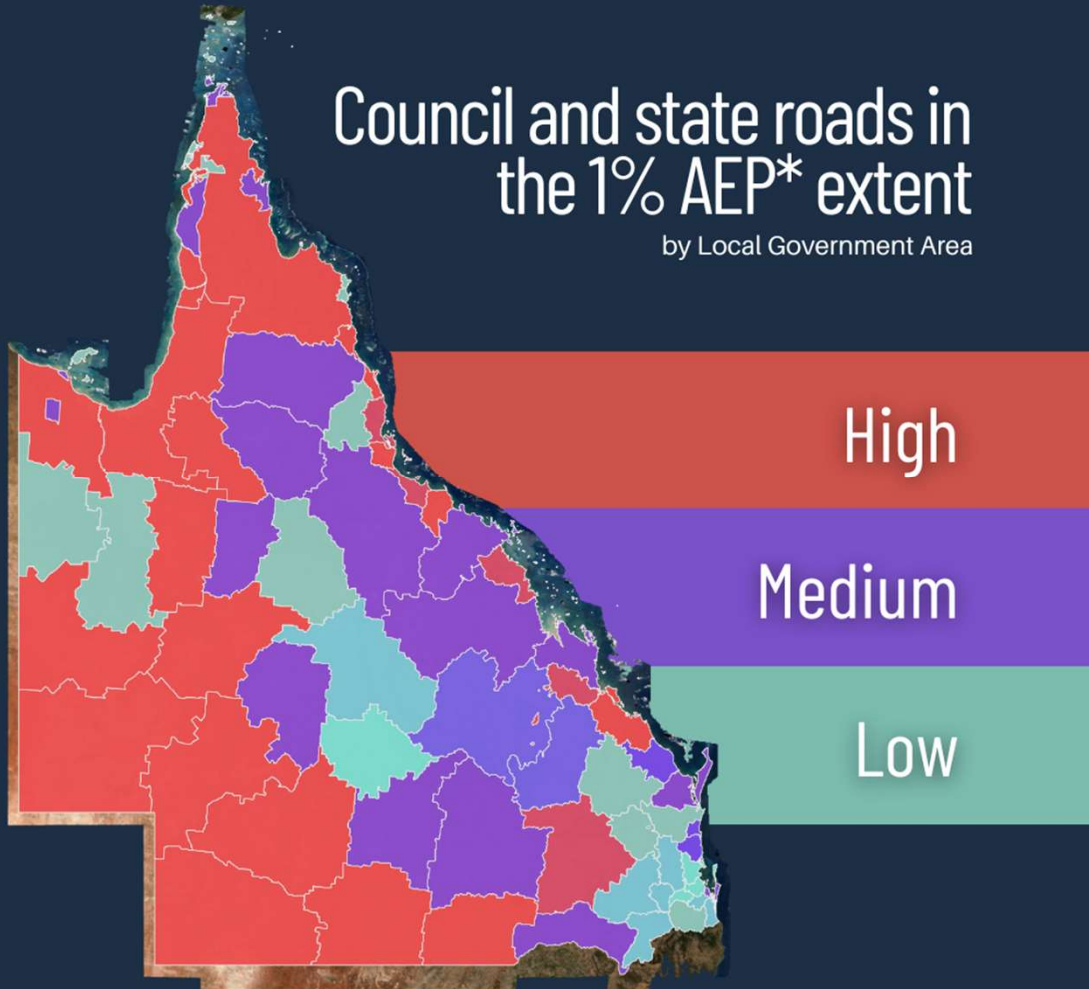 Council and state roads in
the 1% AEP* extent
by Local Government Area
High
Medium
Low